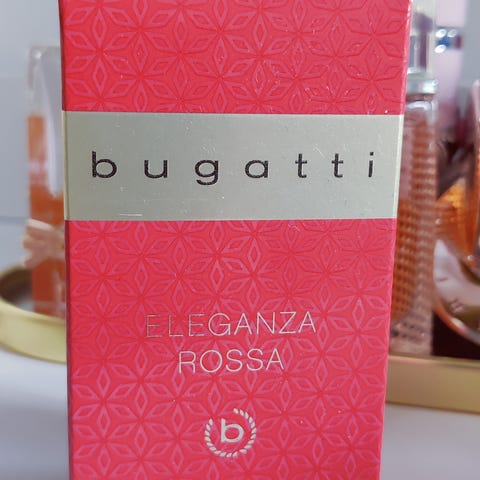 bugatti
ELEGANZA
ROSSA
b